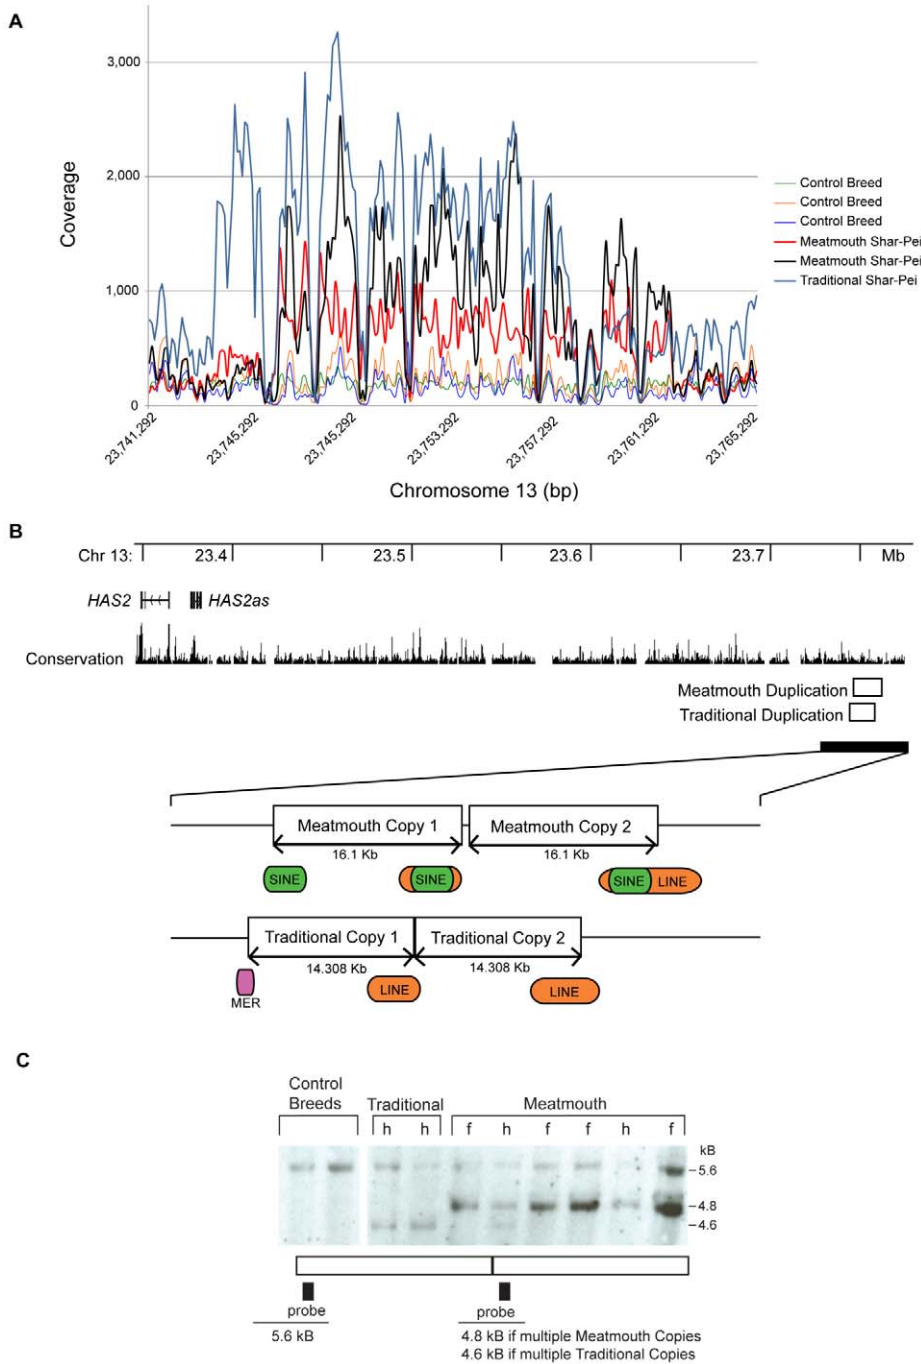 A
3,000
2,000
1,000
0
Coverage
23,741,292
23,745,292
23,745,292
23,753,292
23,757,292
23,761,292
23,765,292
Chromosome 13 (bp)
Control Breed
Control Breed
Control Breed
Meatmouth Shar-Pei
Meatmouth Shar-Pei
Traditional Shar-Pei
B
Chr 13: 23.4 23.5 23.6 23.7 Mb
HAS2 HAS2as
Conservation
Meatmouth Duplication
Traditional Duplication
Meatmouth Copy 1 Meatmouth Copy 2
16.1 Kb 16.1 Kb
SINE SINE SINE LINE
Traditional Copy 1 Traditional Copy 2
14.308 Kb 14.308 Kb
MER LINE LINE
C
Control
Breeds Traditional Meatmouth
h h f h f f h f
kB
5.6
4.8
4.6
probe probe
5.6 kB 4.8 kB if multiple Meatmouth Copies
4.6 kB if multiple Traditional Copies